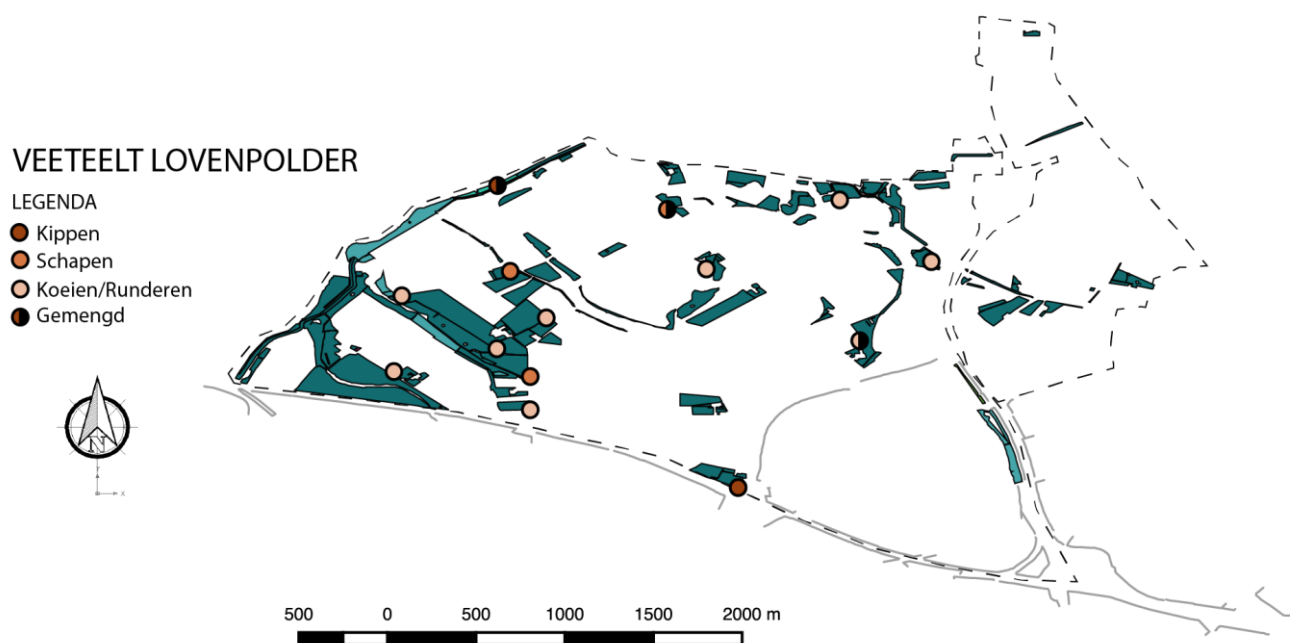 VEETEELT LOVENPOLDER
LEGENDA
Kippen
Schapen
Koeien/Runderen
Gemengd
N
Y
X
500 0 500 1000 1500 2000 m